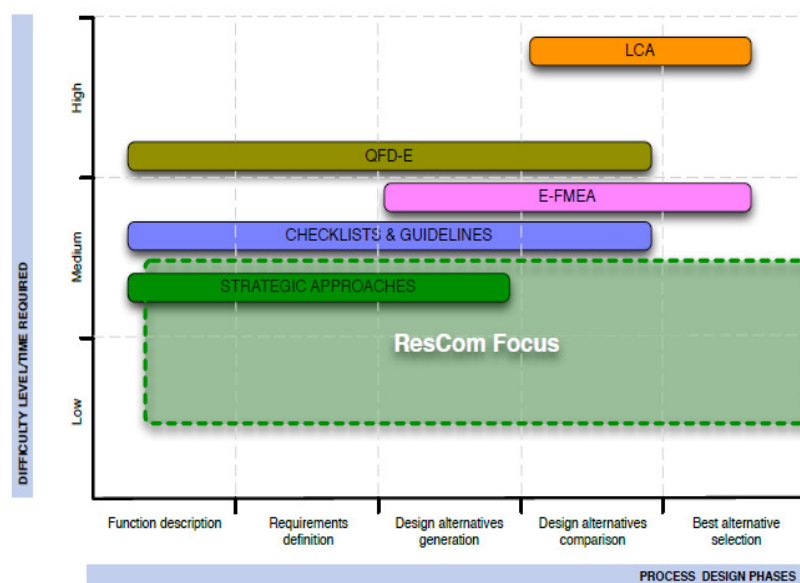 LCA
High
QFD-E
E-FMEA
CHECKLISTS & GUIDELINES
Medium
STRATEGIC APPROACHES
ResCom Focus
Low
DIFFICULTY LEVEL/TIME REQUIRED
Function description
Requirements
definition
Design alternatives
generation
Design alternatives
comparison
Best alternative
selection
PROCESS DESIGN PHASES